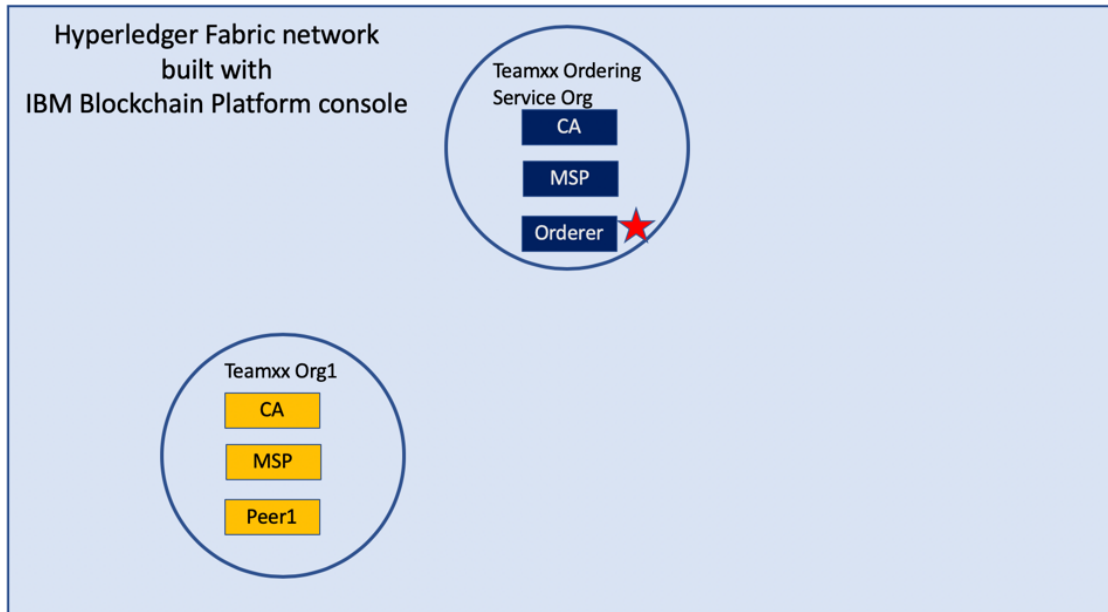 Hyperledger Fabric network
built with
IBM Blockchain Platform console
Teamxx Ordering
Service Org
CA
MSP
Orderer
Teamxx Org1
CA
MSP
Peer1